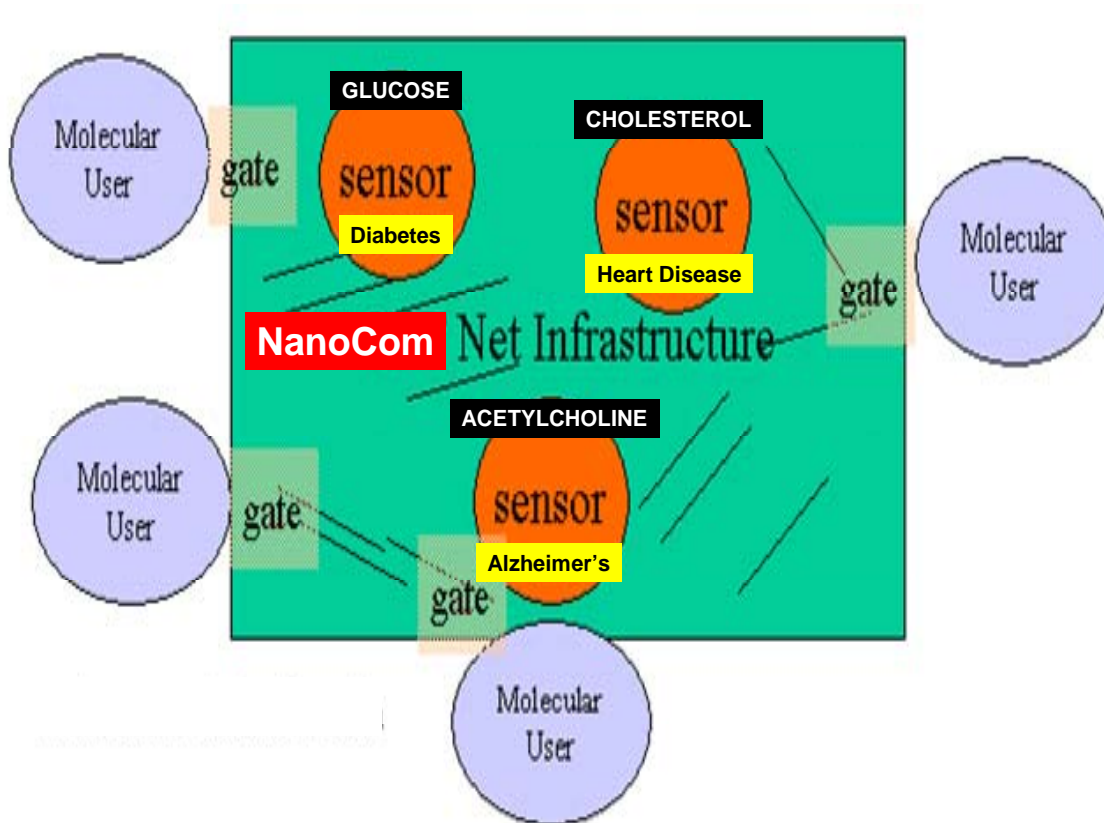 GLUCOSE
CHOLESTEROL
Molecular
User
gate
sensor
sensor
Diabetes
Heart Disease
Molecular
User
gate
NanoCom Net Infrastructure
ACETYLCHOLINE
Molecular
User
gate
sensor
Alzheimer's
gate
Molecular
User